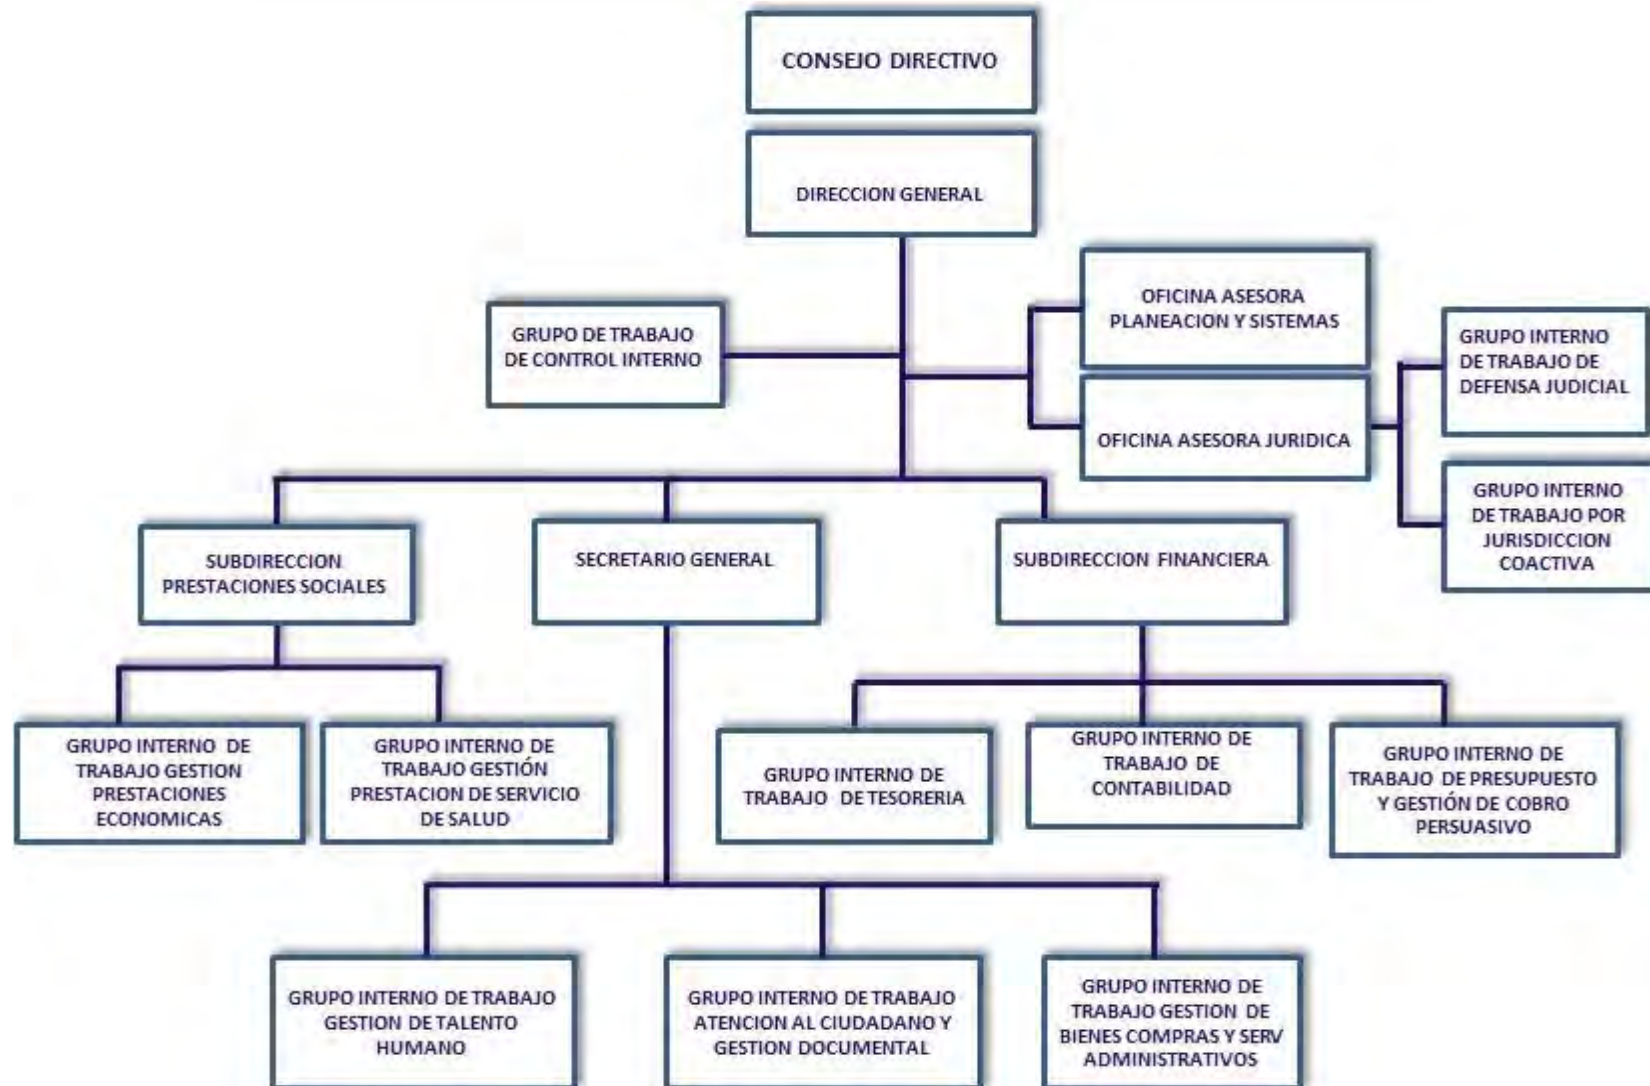 CONSEJO DIRECTIVO
DIRECCION GENERAL
GRUPO DE TRABAJO
DE CONTROL INTERNO
OFICINA ASESORA
PLANEACION Y SISTEMAS
OFICINA ASESORA JURIDICA
GRUPO INTERNO
DE TRABAJO DE
DEFENSA JUDICIAL
GRUPO INTERNO
DE TRABAJO POR
JURISDICCION
COACTIVA
SUBDIRECCION
PRESTACIONES SOCIALES
SECRETARIO GENERAL
SUBDIRECCION FINANCIERA
GRUPO INTERNO DE
TRABAJO GESTION
PRESTACIONES
ECONOMICAS
GRUPO INTERNO DE
TRABAJO GESTIÓN
PRESTACION DE SERVICIO
DE SALUD
GRUPO INTERNO DE
TRABAJO DE TESORERIA
GRUPO INTERNO DE
TRABAJO DE
CONTABILIDAD
GRUPO INTERNO DE
TRABAJO DE PRESUPUESTO
Y GESTIÓN DE COBRO
PERSUASIVO
GRUPO INTERNO DE TRABAJO
GESTION DE TALENTO
HUMANO
GRUPO INTERNO DE TRABAJO
ATENCION AL CIUDADANO Y
GESTION DOCUMENTAL
GRUPO INTERNO DE
TRABAJO GESTION DE
BIENES COMPRAS Y SERV
ADMINISTRATIVOS